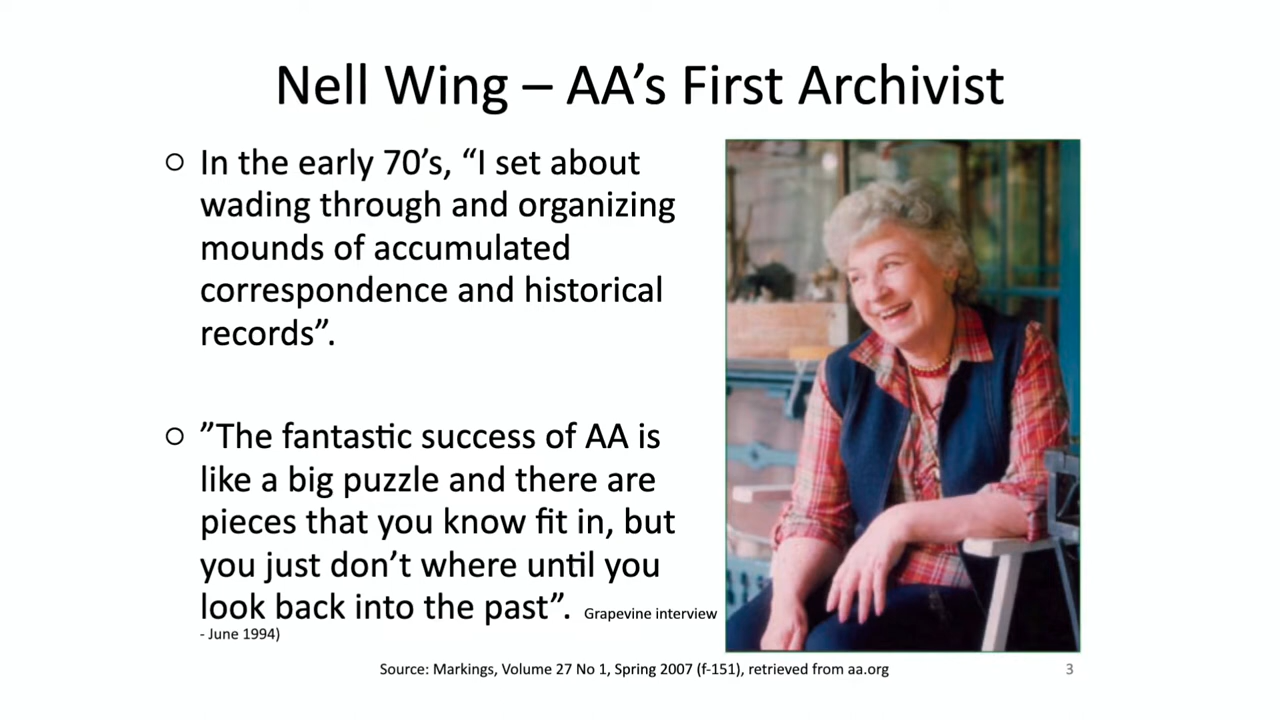 Nell Wing – AA’s First Archivist
○ In the early 70’s, “I set about
wading through and organizing
mounds of accumulated
correspondence and historical
records”.
○ ”The fantastic success of AA is
like a big puzzle and there are
pieces that you know fit in, but
you just don’t where until you
look back into the past”. Grapevine interview
- June 1994)
Source: Markings, Volume 27 No 1, Spring 2007 (f-151), retrieved from aa.org
3